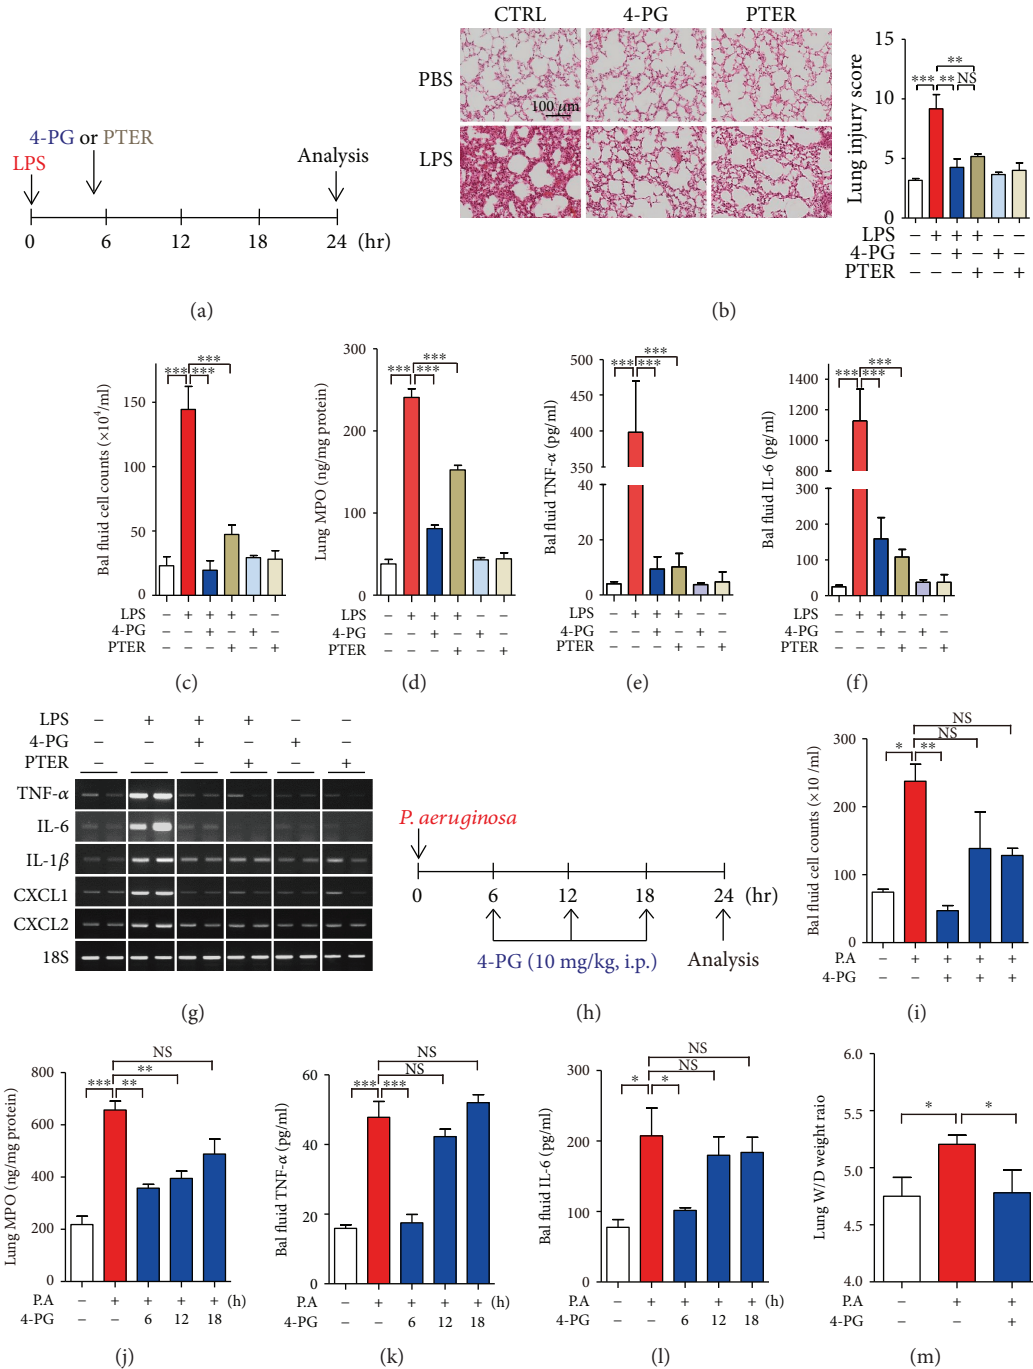 4-PG or PTER
LPS
Analysis
0 6 12 18 24 (hr)
(a)
CTRL 4-PG PTER
PBS
100 µm
LPS
Lung injury score
15
10
5
0
*** ** NS
**
LPS − + + + − −
4-PG − − + − + −
PTER − − − + − +
(b)
Bal fluid cell counts (×10⁴/ml)
150
100
50
0
*** ***
***
LPS − + + + − −
4-PG − − + − + −
PTER − − − + − +
(c)
Lung MPO (ng/mg protein)
300
200
100
0
*** ***
***
− + + + − −
− − + − + −
− − − + − +
(d)
Bal fluid TNF-α (pg/ml)
500
450
400
350
40
20
0
*** ***
***
LPS − + + + − −
4-PG − − + − + −
PTER − − − + − +
(e)
Bal fluid IL-6 (pg/ml)
1400
1200
1000
800
300
200
100
0
*** ***
***
LPS − + + + − −
4-PG − − + − + −
PTER − − − + − +
(f)
LPS − + + + − −
4-PG − − + − + −
PTER − − − + − +
TNF-α
IL-6
IL-1β
CXCL1
CXCL2
18S
(g)
P. aeruginosa
0 6 12 18 24 (hr)
4-PG (10 mg/kg, i.p.) Analysis
(h)
Bal fluid cell counts (×10 /ml)
300
200
100
0
* **
NS
NS
P.A − + + + +
4-PG − − + + +
(i)
Lung MPO (ng/mg protein)
800
600
400
200
0
*** **
**
NS
P.A − + + + + (h)
4-PG − − 6 12 18
(j)
Bal fluid TNF-α (pg/ml)
60
40
20
0
*** ***
NS
NS
P.A − + + + + (h)
4-PG − − 6 12 18
(k)
Bal fluid IL-6 (pg/ml)
300
200
100
0
* *
NS
NS
P.A − + + + + (h)
4-PG − − 6 12 18
(l)
Lung W/D weight raio
6.0
5.5
5.0
4.5
4.0
* *
P.A − + +
4-PG − − +
(m)